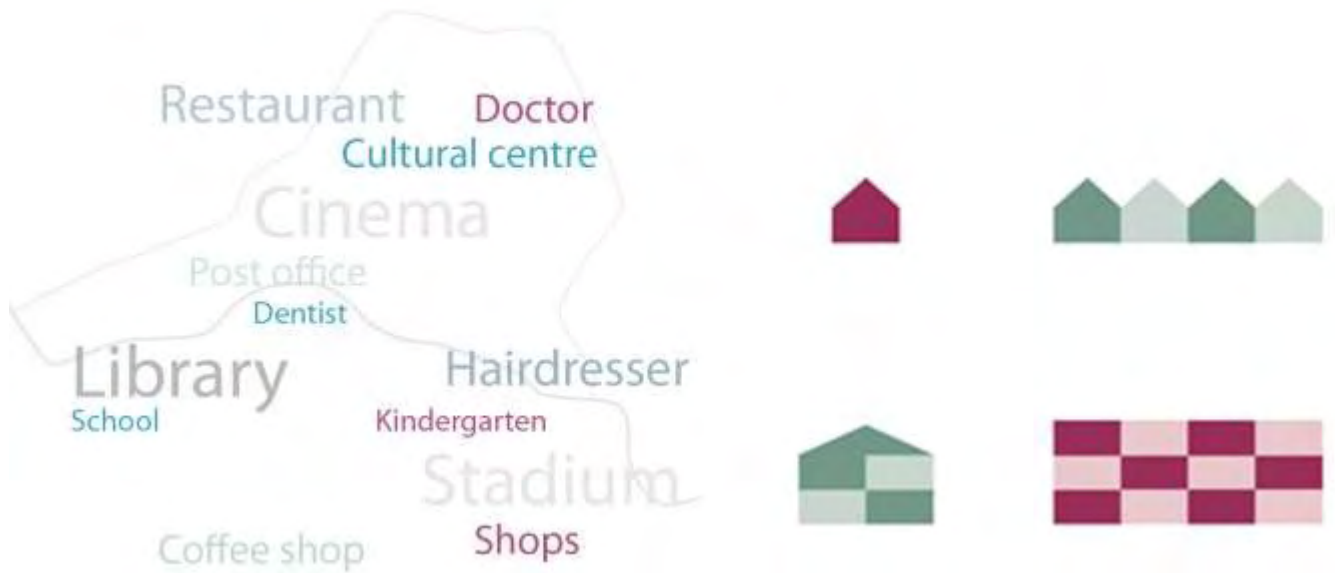 Restaurant
Doctor
Cultural centre
Cinema
Post office
Dentist
Library
Hairdresser
School
Kindergarten
Stadium
Shops
Coffee shop